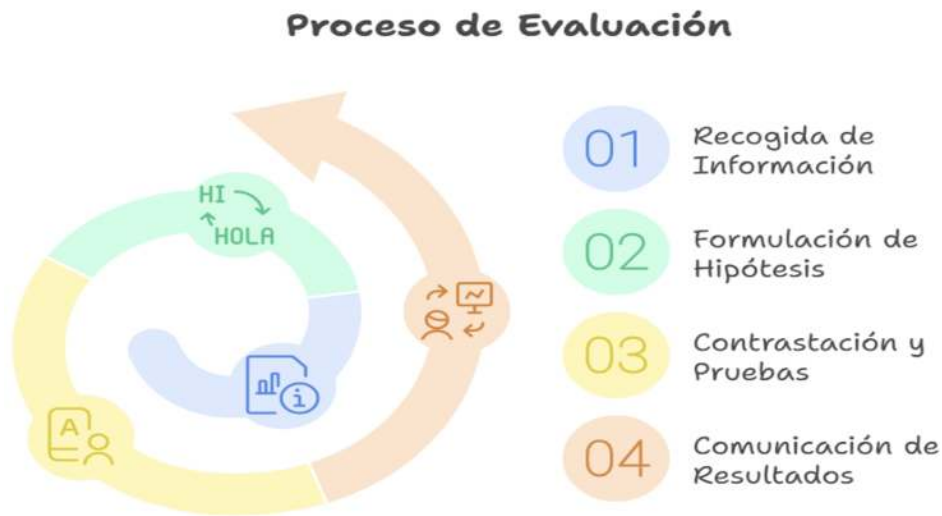 Proceso de Evaluación
HI
HOLA
A
i
01
Recogida de
Información
02
Formulación de
Hipótesis
03
Contrastación y
Pruebas
04
Comunicación de
Resultados